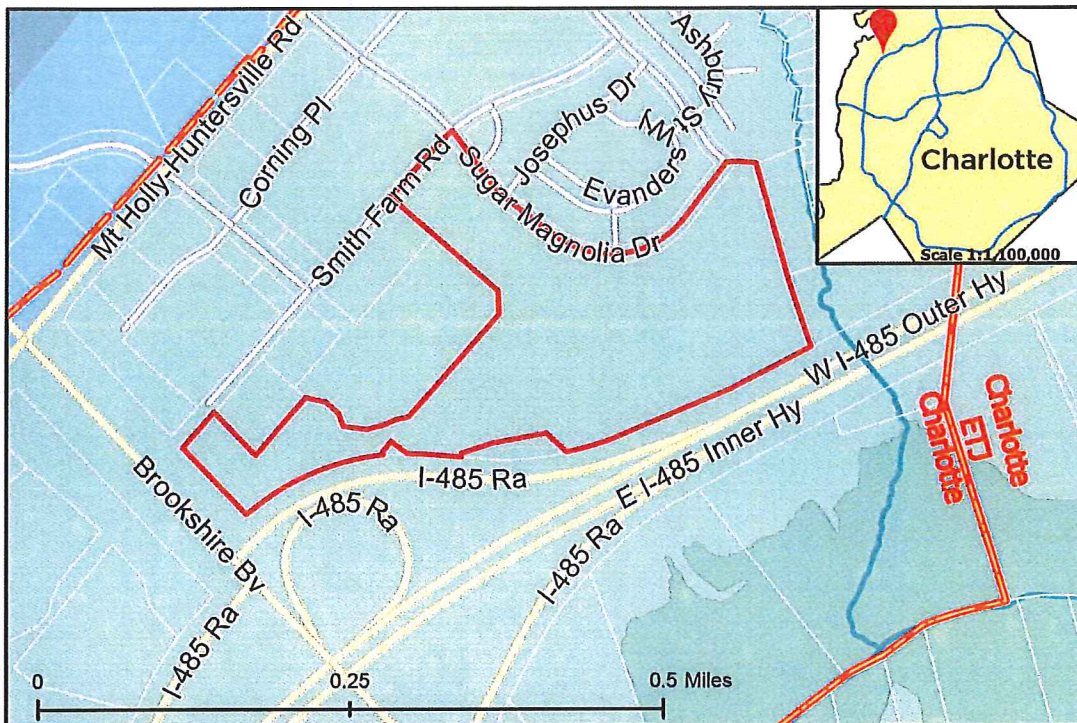 Mt Holly-Huntersville Rd
Corning Pl
Smith Farm Rd
Sugar Magnolia Dr
Josephus Dr
Ashbury St
Evanders Wy
Charlotte
Scale 1:1,100,000
W I-485 Outer Hy
E I-485 Inner Hy
I-485 Ra
I-485 Ra
I-485 Ra
I-485 Ra
Brookshire Bv
Charlotte
ETJ
Charlotte
0
0.25
0.5 Miles